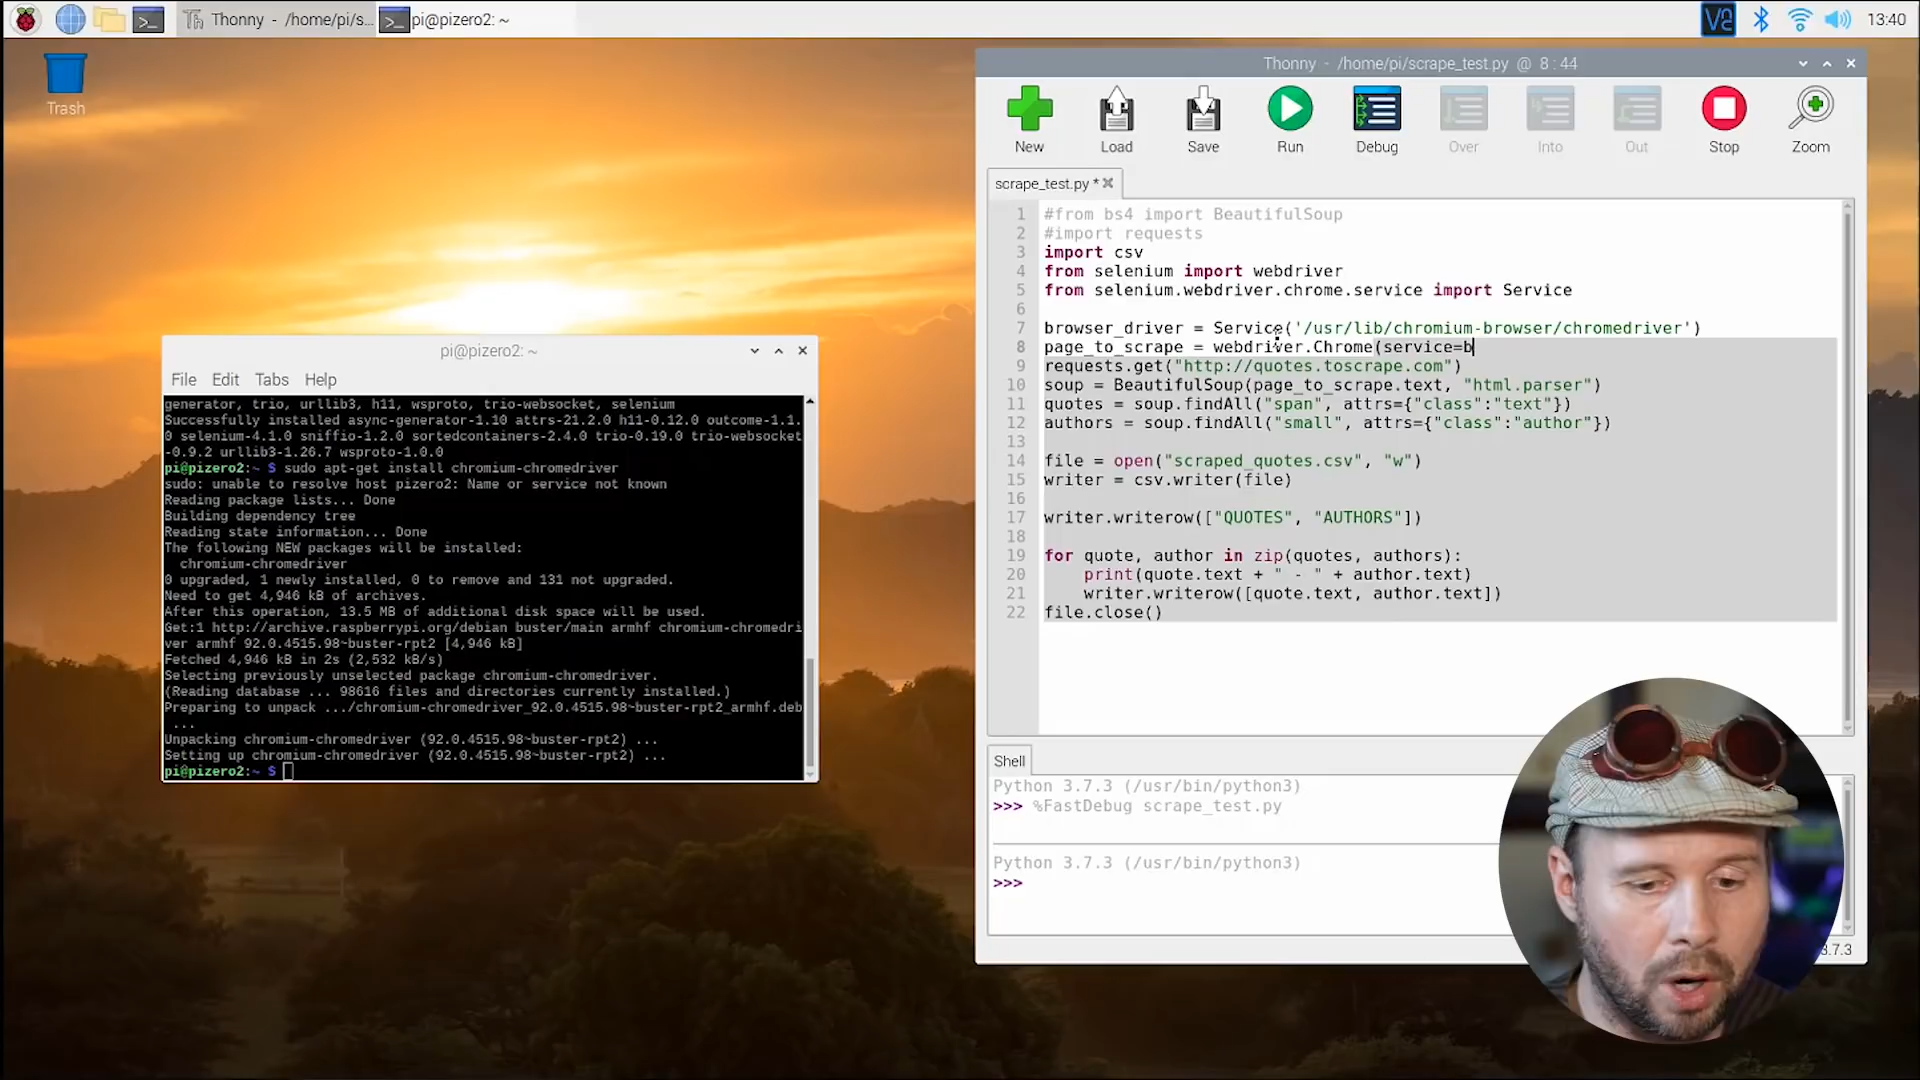 Thonny - /home/pi/s...
pi@pizero2: ~
13:40
Trash
pi@pizero2: ~
File Edit Tabs Help
generator, trio, urllib3, h11, wsproto, trio-websocket, selenium
Successfully installed async-generator-1.10 attrs-21.2.0 h11-0.12.0 outcome-1.1.
0 selenium-4.1.0 sniffio-1.2.0 sortedcontainers-2.4.0 trio-0.19.0 trio-websocket
-0.9.2 urllib3-1.26.7 wsproto-1.0.0
pi@pizero2:~ $ sudo apt-get install chromium-chromedriver
sudo: unable to resolve host pizero2: Name or service not known
Reading package lists... Done
Building dependency tree
Reading state information... Done
The following NEW packages will be installed:
chromium-chromedriver
0 upgraded, 1 newly installed, 0 to remove and 131 not upgraded.
Need to get 4,946 kB of archives.
After this operation, 13.5 MB of additional disk space will be used.
Get:1 http://archive.raspberrypi.org/debian buster/main armhf chromium-chromedri
ver armhf 92.0.4515.98~buster-rpt2 [4,946 kB]
Fetched 4,946 kB in 2s (2,532 kB/s)
Selecting previously unselected package chromium-chromedriver.
(Reading database ... 98616 files and directories currently installed.)
Preparing to unpack .../chromium-chromedriver_92.0.4515.98~buster-rpt2_armhf.deb
...
Unpacking chromium-chromedriver (92.0.4515.98~buster-rpt2) ...
Setting up chromium-chromedriver (92.0.4515.98~buster-rpt2) ...
pi@pizero2:~ $
Thonny - /home/pi/scrape_test.py @ 8 : 44
New Load Save Run Debug Over Into Out Stop Zoom
scrape_test.py *
1 #from bs4 import BeautifulSoup
2 #import requests
3 import csv
4 from selenium import webdriver
5 from selenium.webdriver.chrome.service import Service
6
7 browser_driver = Service('/usr/lib/chromium-browser/chromedriver')
8 page_to_scrape = webdriver.Chrome(service=b
9 requests.get("http://quotes.toscrape.com")
10 soup = BeautifulSoup(page_to_scrape.text, "html.parser")
11 quotes = soup.findAll("span", attrs={"class":"text"})
12 authors = soup.findAll("small", attrs={"class":"author"})
13
14 file = open("scraped_quotes.csv", "w")
15 writer = csv.writer(file)
16
17 writer.writerow(["QUOTES", "AUTHORS"])
18
19 for quote, author in zip(quotes, authors):
20 print(quote.text + " - " + author.text)
21 writer.writerow([quote.text, author.text])
22 file.close()
Shell
Python 3.7.3 (/usr/bin/python3)
>>> %FastDebug scrape_test.py
Python 3.7.3 (/usr/bin/python3)
>>>
3.7.3